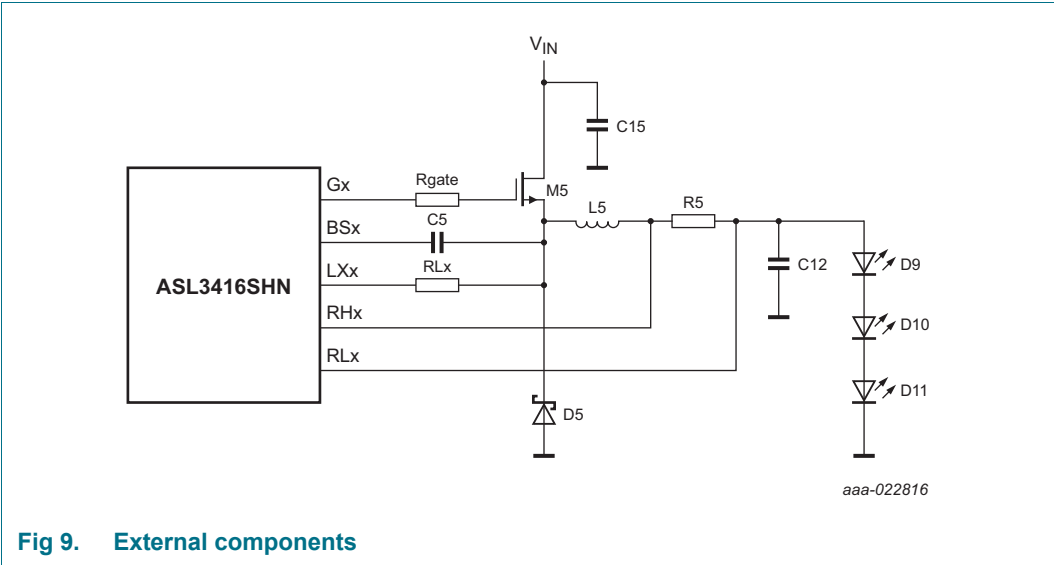 VIN
C15
Gx
Rgate
M5
BSx
C5
L5
R5
LXx
RLx
C12
D9
ASL3416SHN
RHx
D10
RLx
D11
D5
aaa-022816
Fig 9. External components